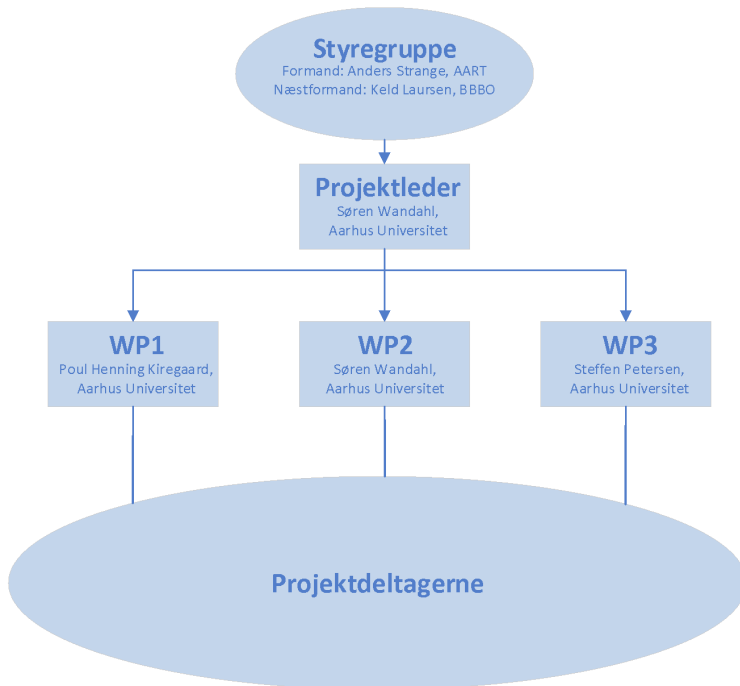 Styregruppe
Formand: Anders Strange, AART
Næstformand: Keld Laursen, BBBO
Projektleder
Søren Wandahl,
Aarhus Universitet
WP1
Poul Henning Kiregaard,
Aarhus Universitet
WP2
Søren Wandahl,
Aarhus Universitet
WP3
Steffen Petersen,
Aarhus Universitet
Projektdeltagerne